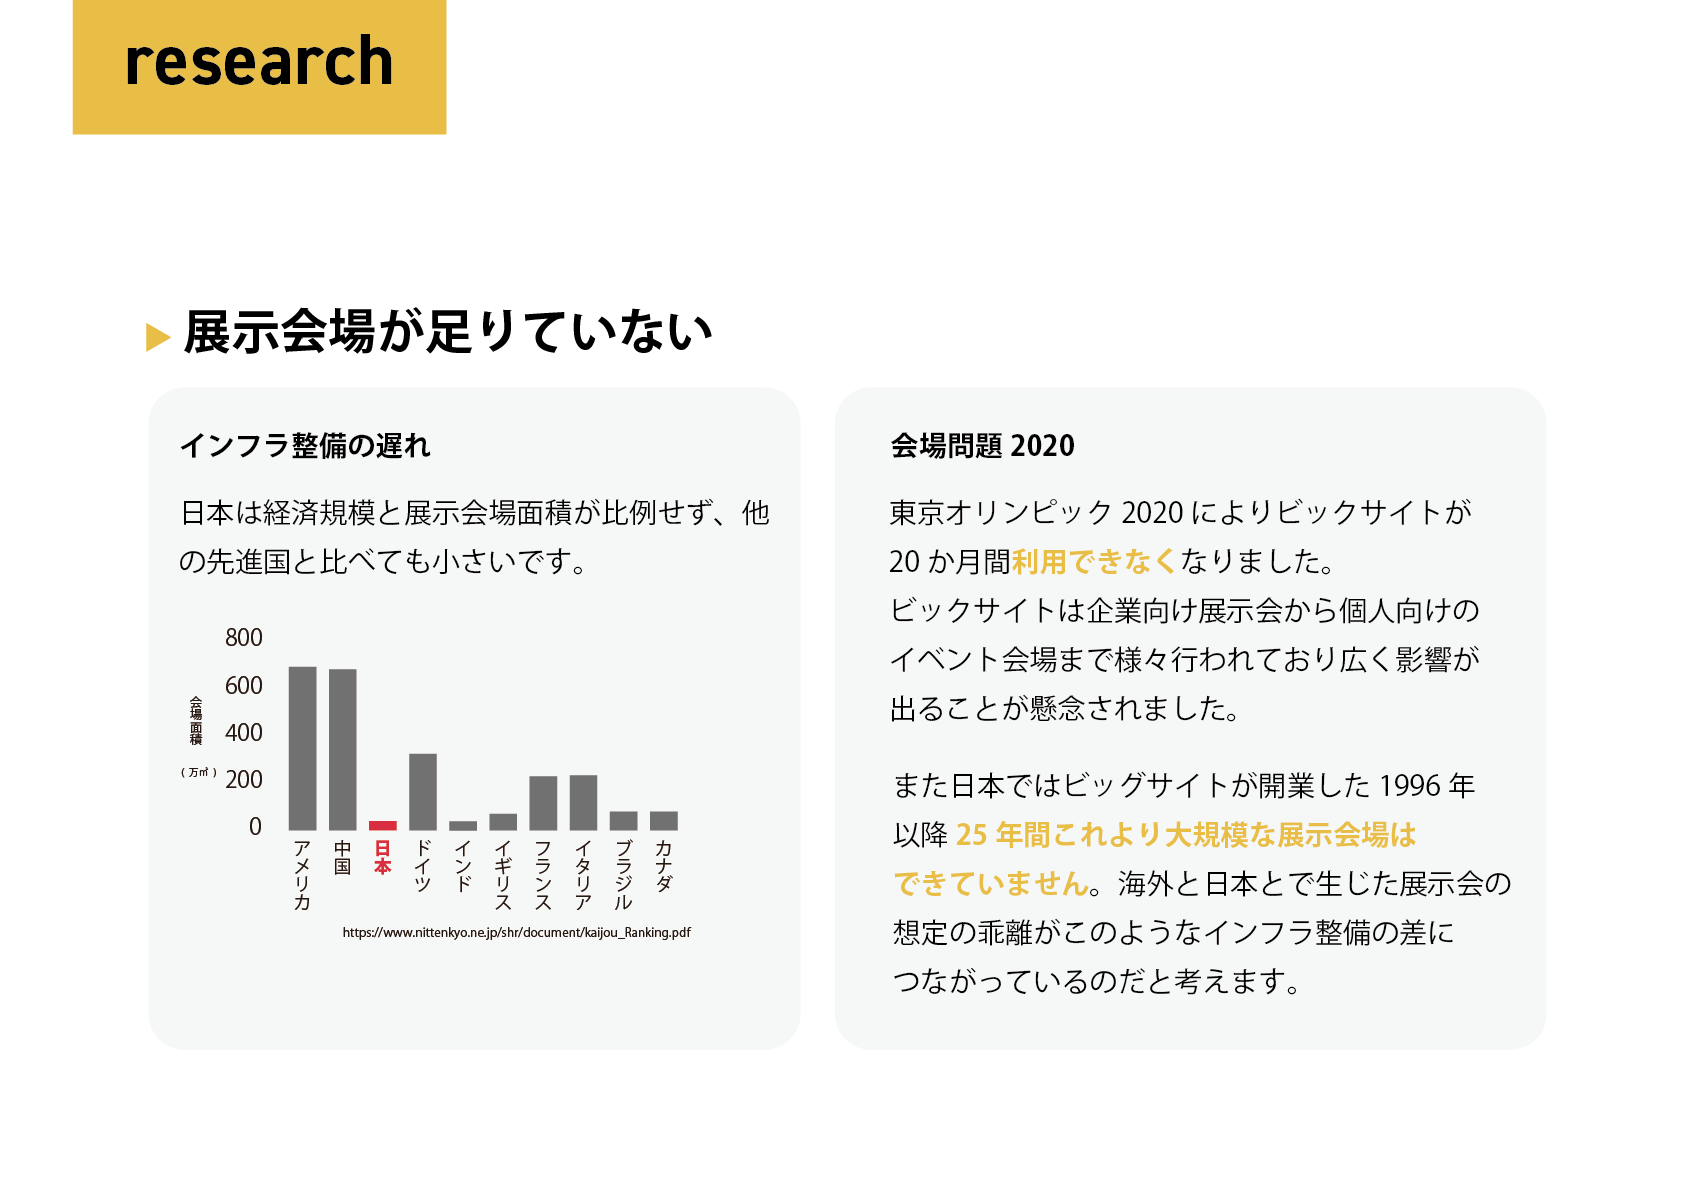 research
展示会場が足りていない
インフラ整備の遅れ
日本は経済規模と展示会場面積が比例せず、他
の先進国と比べても小さいです。
800
600
400
200
0
会場面積
(万㎡)
アメリカ
中国
日本
ドイツ
インド
イギリス
フランス
イタリア
ブラジル
カナダ
https://www.nittenkyo.ne.jp/shr/document/kaijou_Ranking.pdf
会場問題 2020
東京オリンピック 2020 によりビックサイトが
20 か月間利用できなくなりました。
ビックサイトは企業向け展示会から個人向けの
イベント会場まで様々行われており広く影響が
出ることが懸念されました。
また日本ではビッグサイトが開業した 1996 年
以降 25 年間これより大規模な展示会場は
できていません。海外と日本とで生じた展示会の
想定の乖離がこのようなインフラ整備の差に
つながっているのだと考えます。